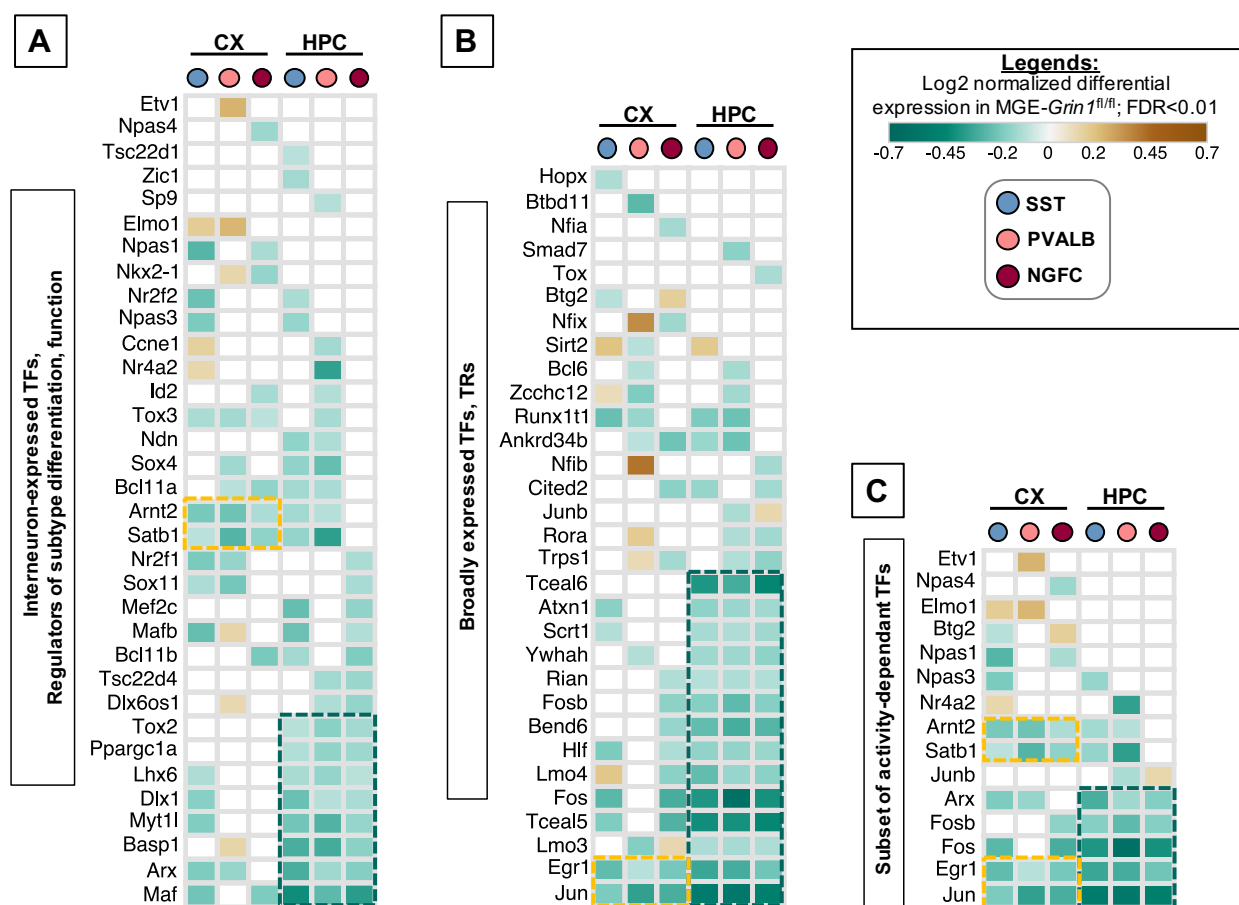 A
CX HPC
Etv1
Npas4
Tsc22d1
Zic1
Sp9
Elmo1
Npas1
Nkx2-1
Nr2f2
Npas3
Ccne1
Nr4a2
Id2
Tox3
Ndn
Sox4
Bcl11a
Arnt2
Satb1
Nr2f1
Sox11
Mef2c
Mafb
Bcl11b
Tsc22d4
Dlx6os1
Tox2
Ppargc1a
Lhx6
Dlx1
Myt1l
Basp1
Arx
Maf
Interneuron-expressed TFs,
Regulators of subtype differentiation, function
B
CX HPC
Hopx
Btbd11
Nfia
Smad7
Tox
Btg2
Nfix
Sirt2
Bcl6
Zcchc12
Runx1t1
Ankrd34b
Nfib
Cited2
Junb
Rora
Trps1
Tceal6
Atxn1
Scrt1
Ywhah
Rian
Fosb
Bend6
Hlf
Lmo4
Fos
Tceal5
Lmo3
Egr1
Jun
Broadly expressed TFs, TRs
Legends:
Log2 normalized differential
expression in MGE-Grin1fl/fl; FDR<0.01
-0.7 -0.45 0 0.2 0.45 0.7
SST
PVALB
NGFC
C
CX HPC
Etv1
Npas4
Elmo1
Btg2
Npas1
Npas3
Nr4a2
Arnt2
Satb1
Junb
Arx
Fosb
Fos
Egr1
Jun
Subset of activity-dependant TFs